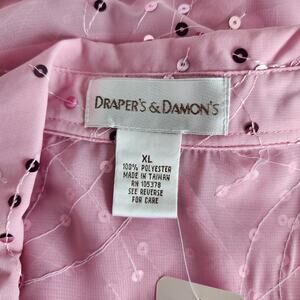 DRAPER'S & DAMON'S
XL
100% POLYESTER
MADE IN TAIWAN
RN 105378
SEE REVERSE
FOR CARE